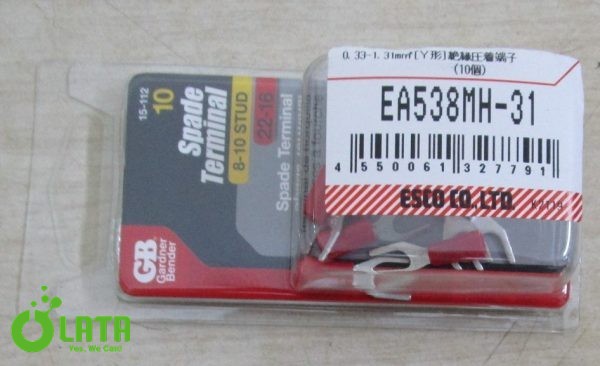 0.33-1.31m㎡[Y形]絶縁圧着端子
(10個)
EA538MH-31
4 550061 327791
ESCO CO.,LTD.
K2119
15-112
10
Spade
Terminal
8-10 STUD
22-16
Spade Terminal
GB
Gardner
Bender
OLATA
Yes, We Can!